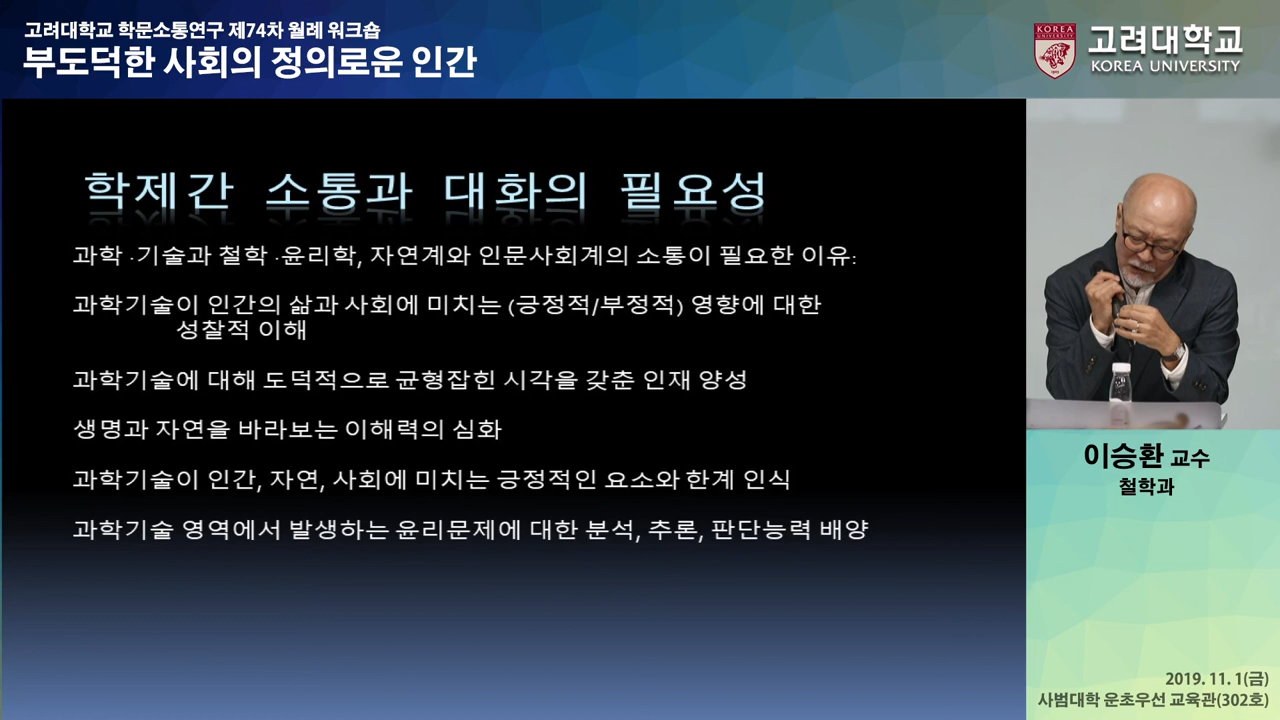 고려대학교 학문소통연구 제74차 월례 워크숍
부도덕한 사회의 정의로운 인간
KOREA
UNIVERSITY
1905
고려대학교
KOREA UNIVERSITY
학제간 소통과 대화의 필요성
과학 ·기술과 철학 ·윤리학, 자연계와 인문사회계의 소통이 필요한 이유:
과학기술이 인간의 삶과 사회에 미치는 (긍정적/부정적) 영향에 대한
성찰적 이해
과학기술에 대해 도덕적으로 균형잡힌 시각을 갖춘 인재 양성
생명과 자연을 바라보는 이해력의 심화
과학기술이 인간, 자연, 사회에 미치는 긍정적인 요소와 한계 인식
과학기술 영역에서 발생하는 윤리문제에 대한 분석, 추론, 판단능력 배양
이승환 교수
철학과
2019. 11. 1(금)
사범대학 운초우선 교육관(302호)